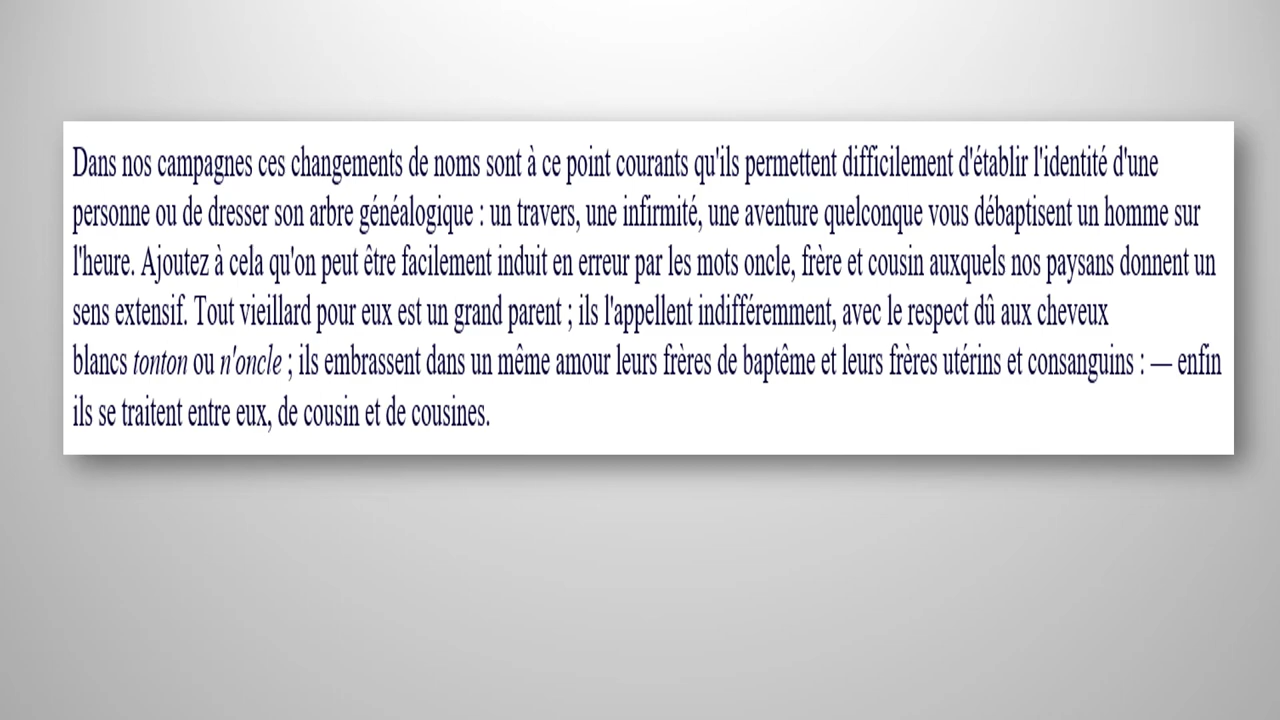 Dans nos campagnes ces changements de noms sont à ce point courants qu'ils permettent difficilement d'établir l'identité d'une
personne ou de dresser son arbre généalogique : un travers, une infirmité, une aventure quelconque vous débaptisent un homme sur
l'heure. Ajoutez à cela qu'on peut être facilement induit en erreur par les mots oncle, frère et cousin auxquels nos paysans donnent un
sens extensif. Tout vieillard pour eux est un grand parent ; ils l'appellent indifféremment, avec le respect dû aux cheveux
blancs tonton ou n'oncle ; ils embrassent dans un même amour leurs frères de baptême et leurs frères utérins et consanguins : — enfin
ils se traitent entre eux, de cousin et de cousines.